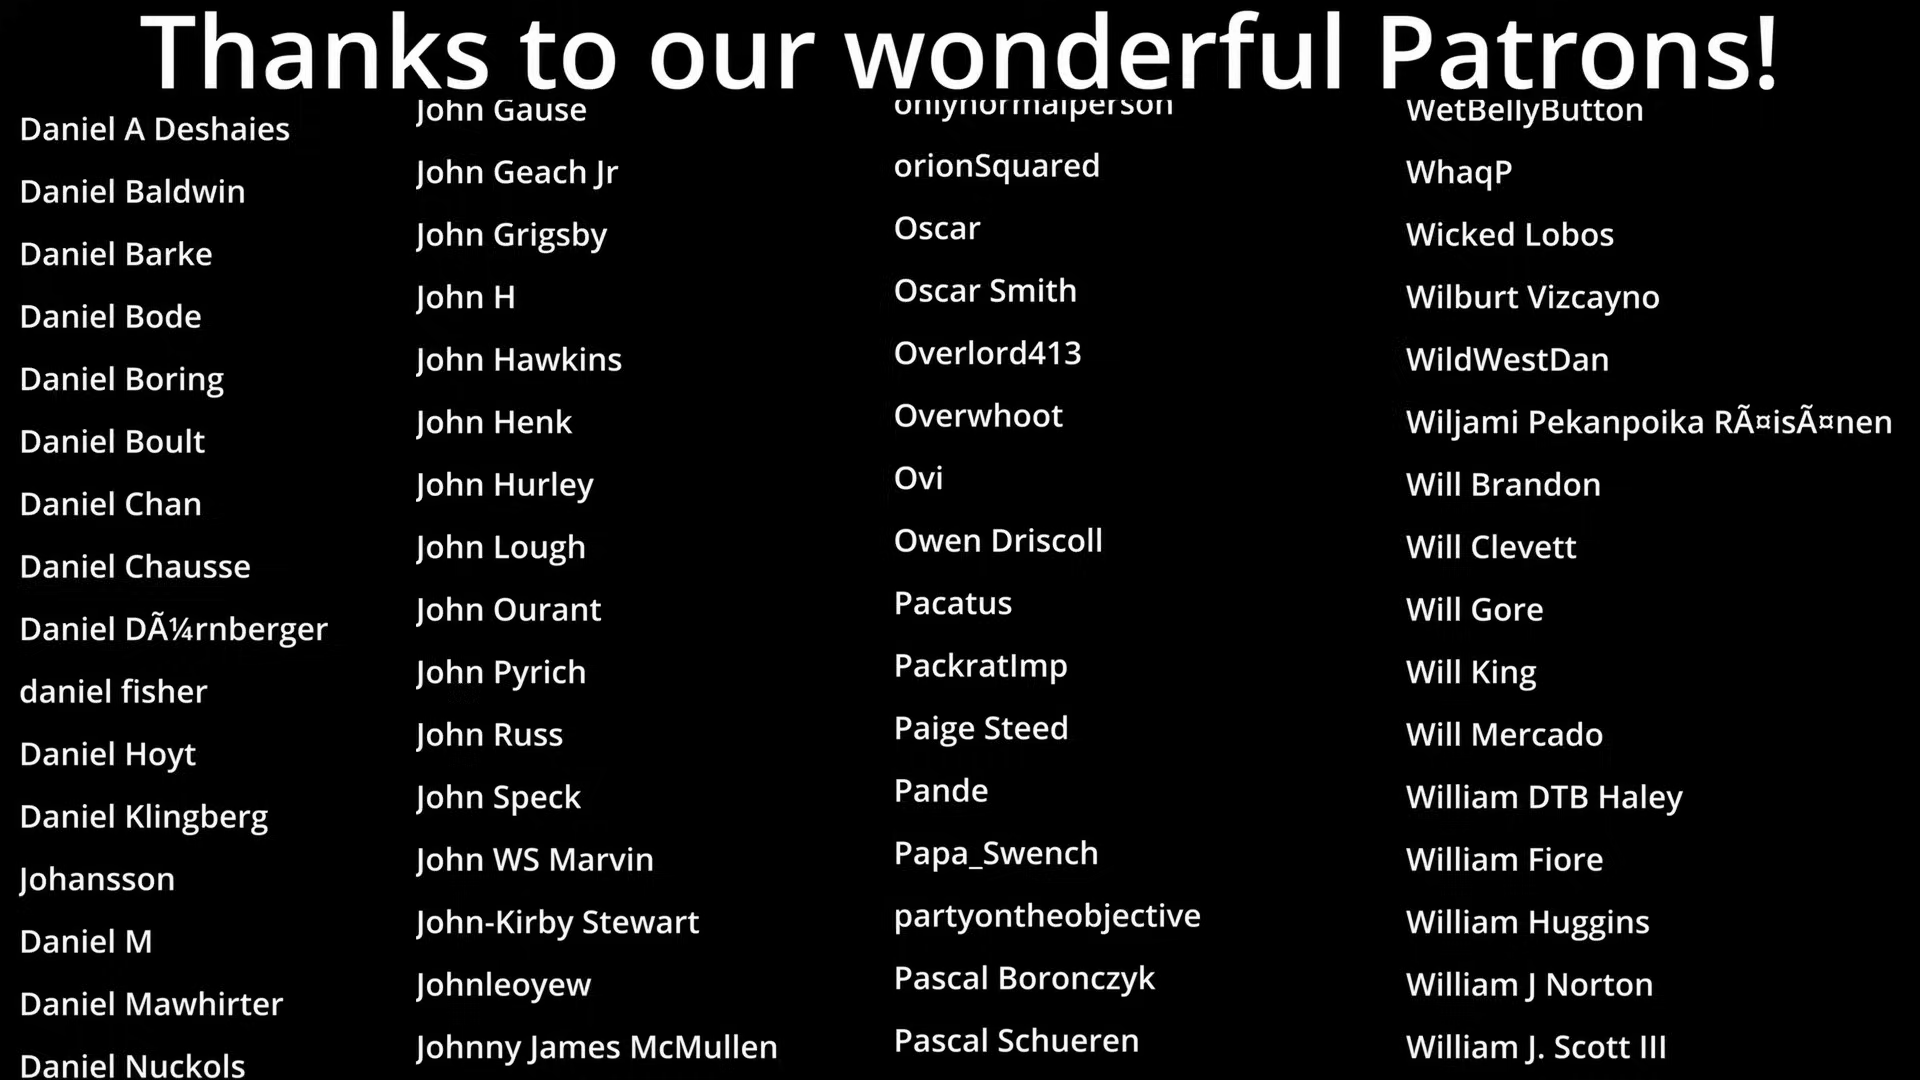 Thanks to our wonderful Patrons!
Daniel A Deshaies
Daniel Baldwin
Daniel Barke
Daniel Bode
Daniel Boring
Daniel Boult
Daniel Chan
Daniel Chausse
Daniel DÃ¼rnberger
daniel fisher
Daniel Hoyt
Daniel Klingberg
Johansson
Daniel M
Daniel Mawhirter
Daniel Nuckols
John Gause
John Geach Jr
John Grigsby
John H
John Hawkins
John Henk
John Hurley
John Lough
John Ourant
John Pyrich
John Russ
John Speck
John WS Marvin
John-Kirby Stewart
Johnleoyew
Johnny James McMullen
onlynormalperson
orionSquared
Oscar
Oscar Smith
Overlord413
Overwhoot
Ovi
Owen Driscoll
Pacatus
PackratImp
Paige Steed
Pande
Papa_Swench
partyontheobjective
Pascal Boronczyk
Pascal Schueren
WetBellyButton
WhaqP
Wicked Lobos
Wilburt Vizcayno
WildWestDan
Wiljami Pekanpoika RÃ¤isÃ¤nen
Will Brandon
Will Clevett
Will Gore
Will King
Will Mercado
William DTB Haley
William Fiore
William Huggins
William J Norton
William J. Scott III